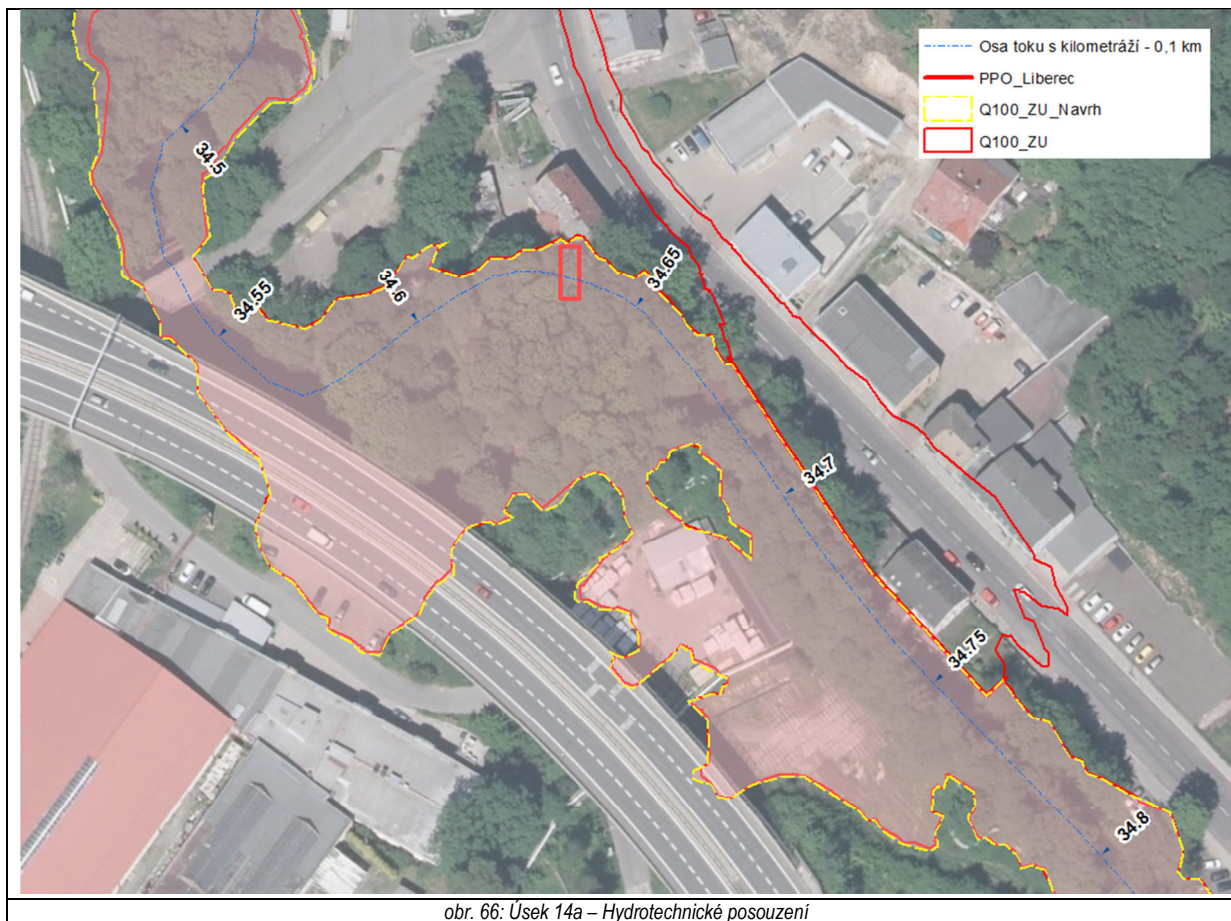 Osa toku s kilometráží - 0,1 km
PPO_Liberec
Q100_ZU_Navrh
Q100_ZU
34.5
34.55
34.6
34.65
34.7
34.75
34.8
obr. 66: Úsek 14a – Hydrotechnické posouzení